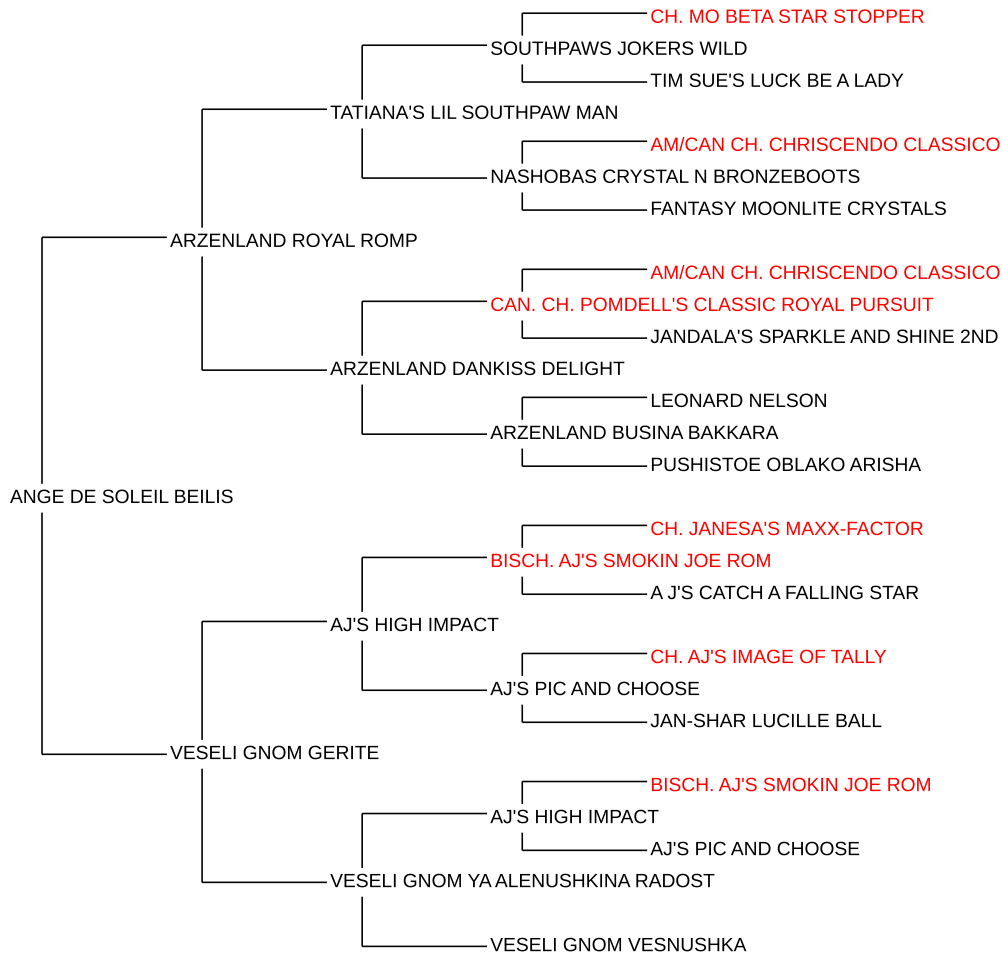 CH. MO BETA STAR STOPPER
SOUTHPAWS JOKERS WILD
TIM SUE'S LUCK BE A LADY
TATIANA'S LIL SOUTHPAW MAN
AM/CAN CH. CHRISCENDO CLASSICO
NASHOBAS CRYSTAL N BRONZEBOOTS
FANTASY MOONLITE CRYSTALS
ARZENLAND ROYAL ROMP
AM/CAN CH. CHRISCENDO CLASSICO
CAN. CH. POMDELL'S CLASSIC ROYAL PURSUIT
JANDALA'S SPARKLE AND SHINE 2ND
ARZENLAND DANKISS DELIGHT
LEONARD NELSON
ARZENLAND BUSINA BAKKARA
PUSHISTOE OBLAKO ARISHA
ANGE DE SOLEIL BEILIS
CH. JANESA'S MAXX-FACTOR
BISCH. AJ'S SMOKIN JOE ROM
A J'S CATCH A FALLING STAR
AJ'S HIGH IMPACT
CH. AJ'S IMAGE OF TALLY
AJ'S PIC AND CHOOSE
JAN-SHAR LUCILLE BALL
VESELI GNOM GERITE
BISCH. AJ'S SMOKIN JOE ROM
AJ'S HIGH IMPACT
AJ'S PIC AND CHOOSE
VESELI GNOM YA ALENUSHKINA RADOST
VESELI GNOM VESNUSHKA